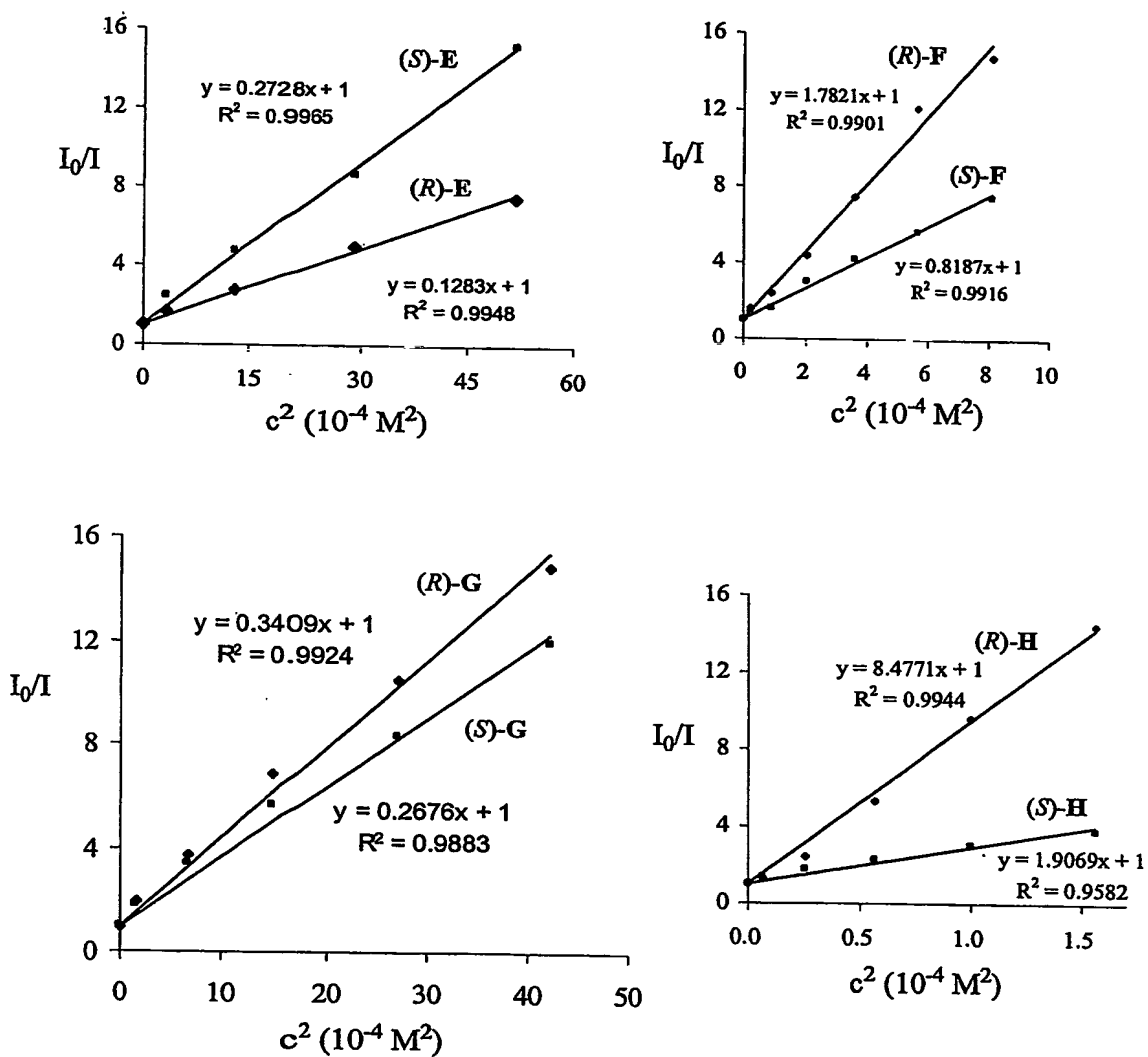 16
12
8
4
0
I₀/I
(S)-E
y = 0.2728x + 1
R² = 0.9965
(R)-E
y = 0.1283x + 1
R² = 0.9948
0 15 30 45 60
c² (10⁻⁴ M²)
16
12
8
4
0
I₀/I
(R)-F
y = 1.7821x + 1
R² = 0.9901
(S)-F
y = 0.8187x + 1
R² = 0.9916
0 2 4 6 8 10
c² (10⁻⁴ M²)
16
12
8
4
0
I₀/I
(R)-G
y = 0.3409x + 1
R² = 0.9924
(S)-G
y = 0.2676x + 1
R² = 0.9883
0 10 20 30 40 50
c² (10⁻⁴ M²)
16
12
8
4
0
I₀/I
(R)-H
y = 8.4771x + 1
R² = 0.9944
(S)-H
y = 1.9069x + 1
R² = 0.9582
0.0 0.5 1.0 1.5
c² (10⁻⁴ M²)